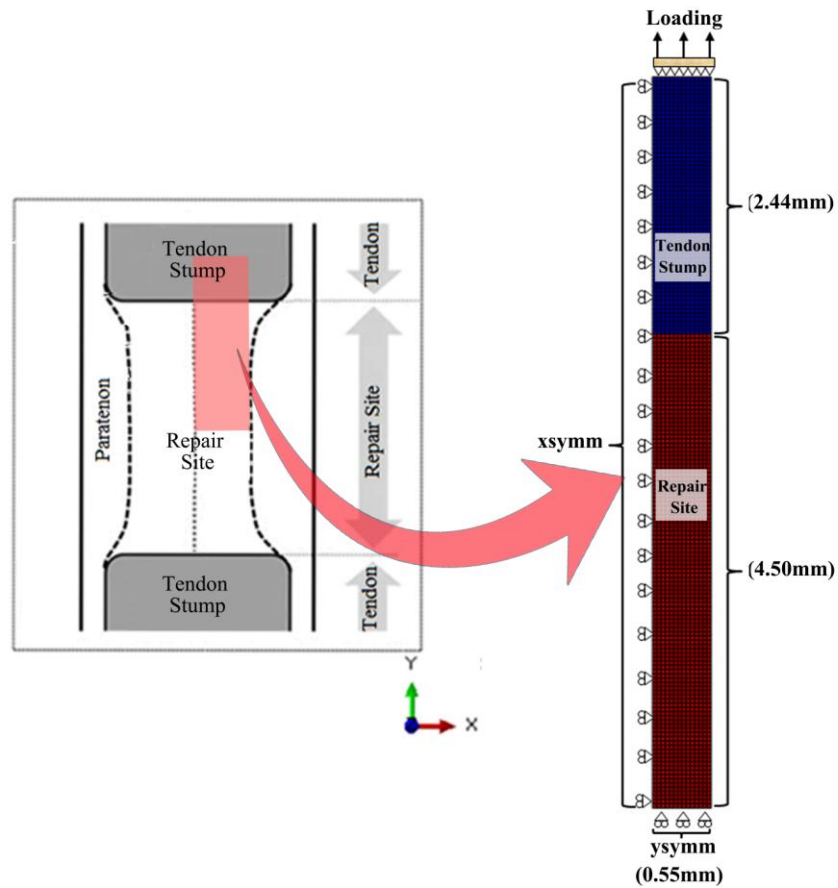 Loading
Tendon
Stump
Tendon
Paratenon
Repair Site
Repair
Site
Tendon
Stump
Tendon
Y
X
(2.44mm)
Tendon
Stump
xsymm
Repair
Site
(4.50mm)
ysymm
(0.55mm)